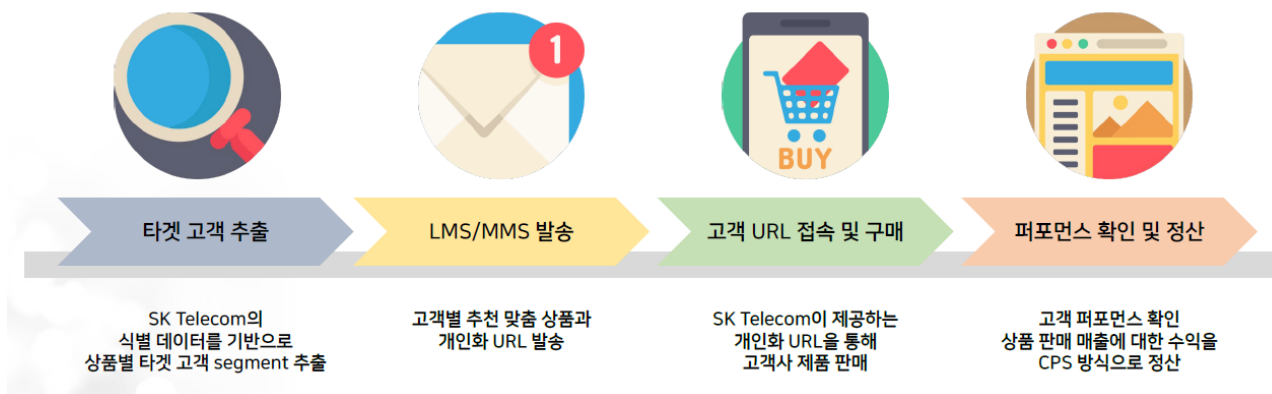 1
BUY
타겟 고객 추출
LMS/MMS 발송
고객 URL 접속 및 구매
퍼포먼스 확인 및 정산
SK Telecom의
식별 데이터를 기반으로
상품별 타겟 고객 segment 추출
고객별 추천 맞춤 상품과
개인화 URL 발송
SK Telecom이 제공하는
개인화 URL을 통해
고객사 제품 판매
고객 퍼포먼스 확인
상품 판매 매출에 대한 수익을
CPS 방식으로 정산